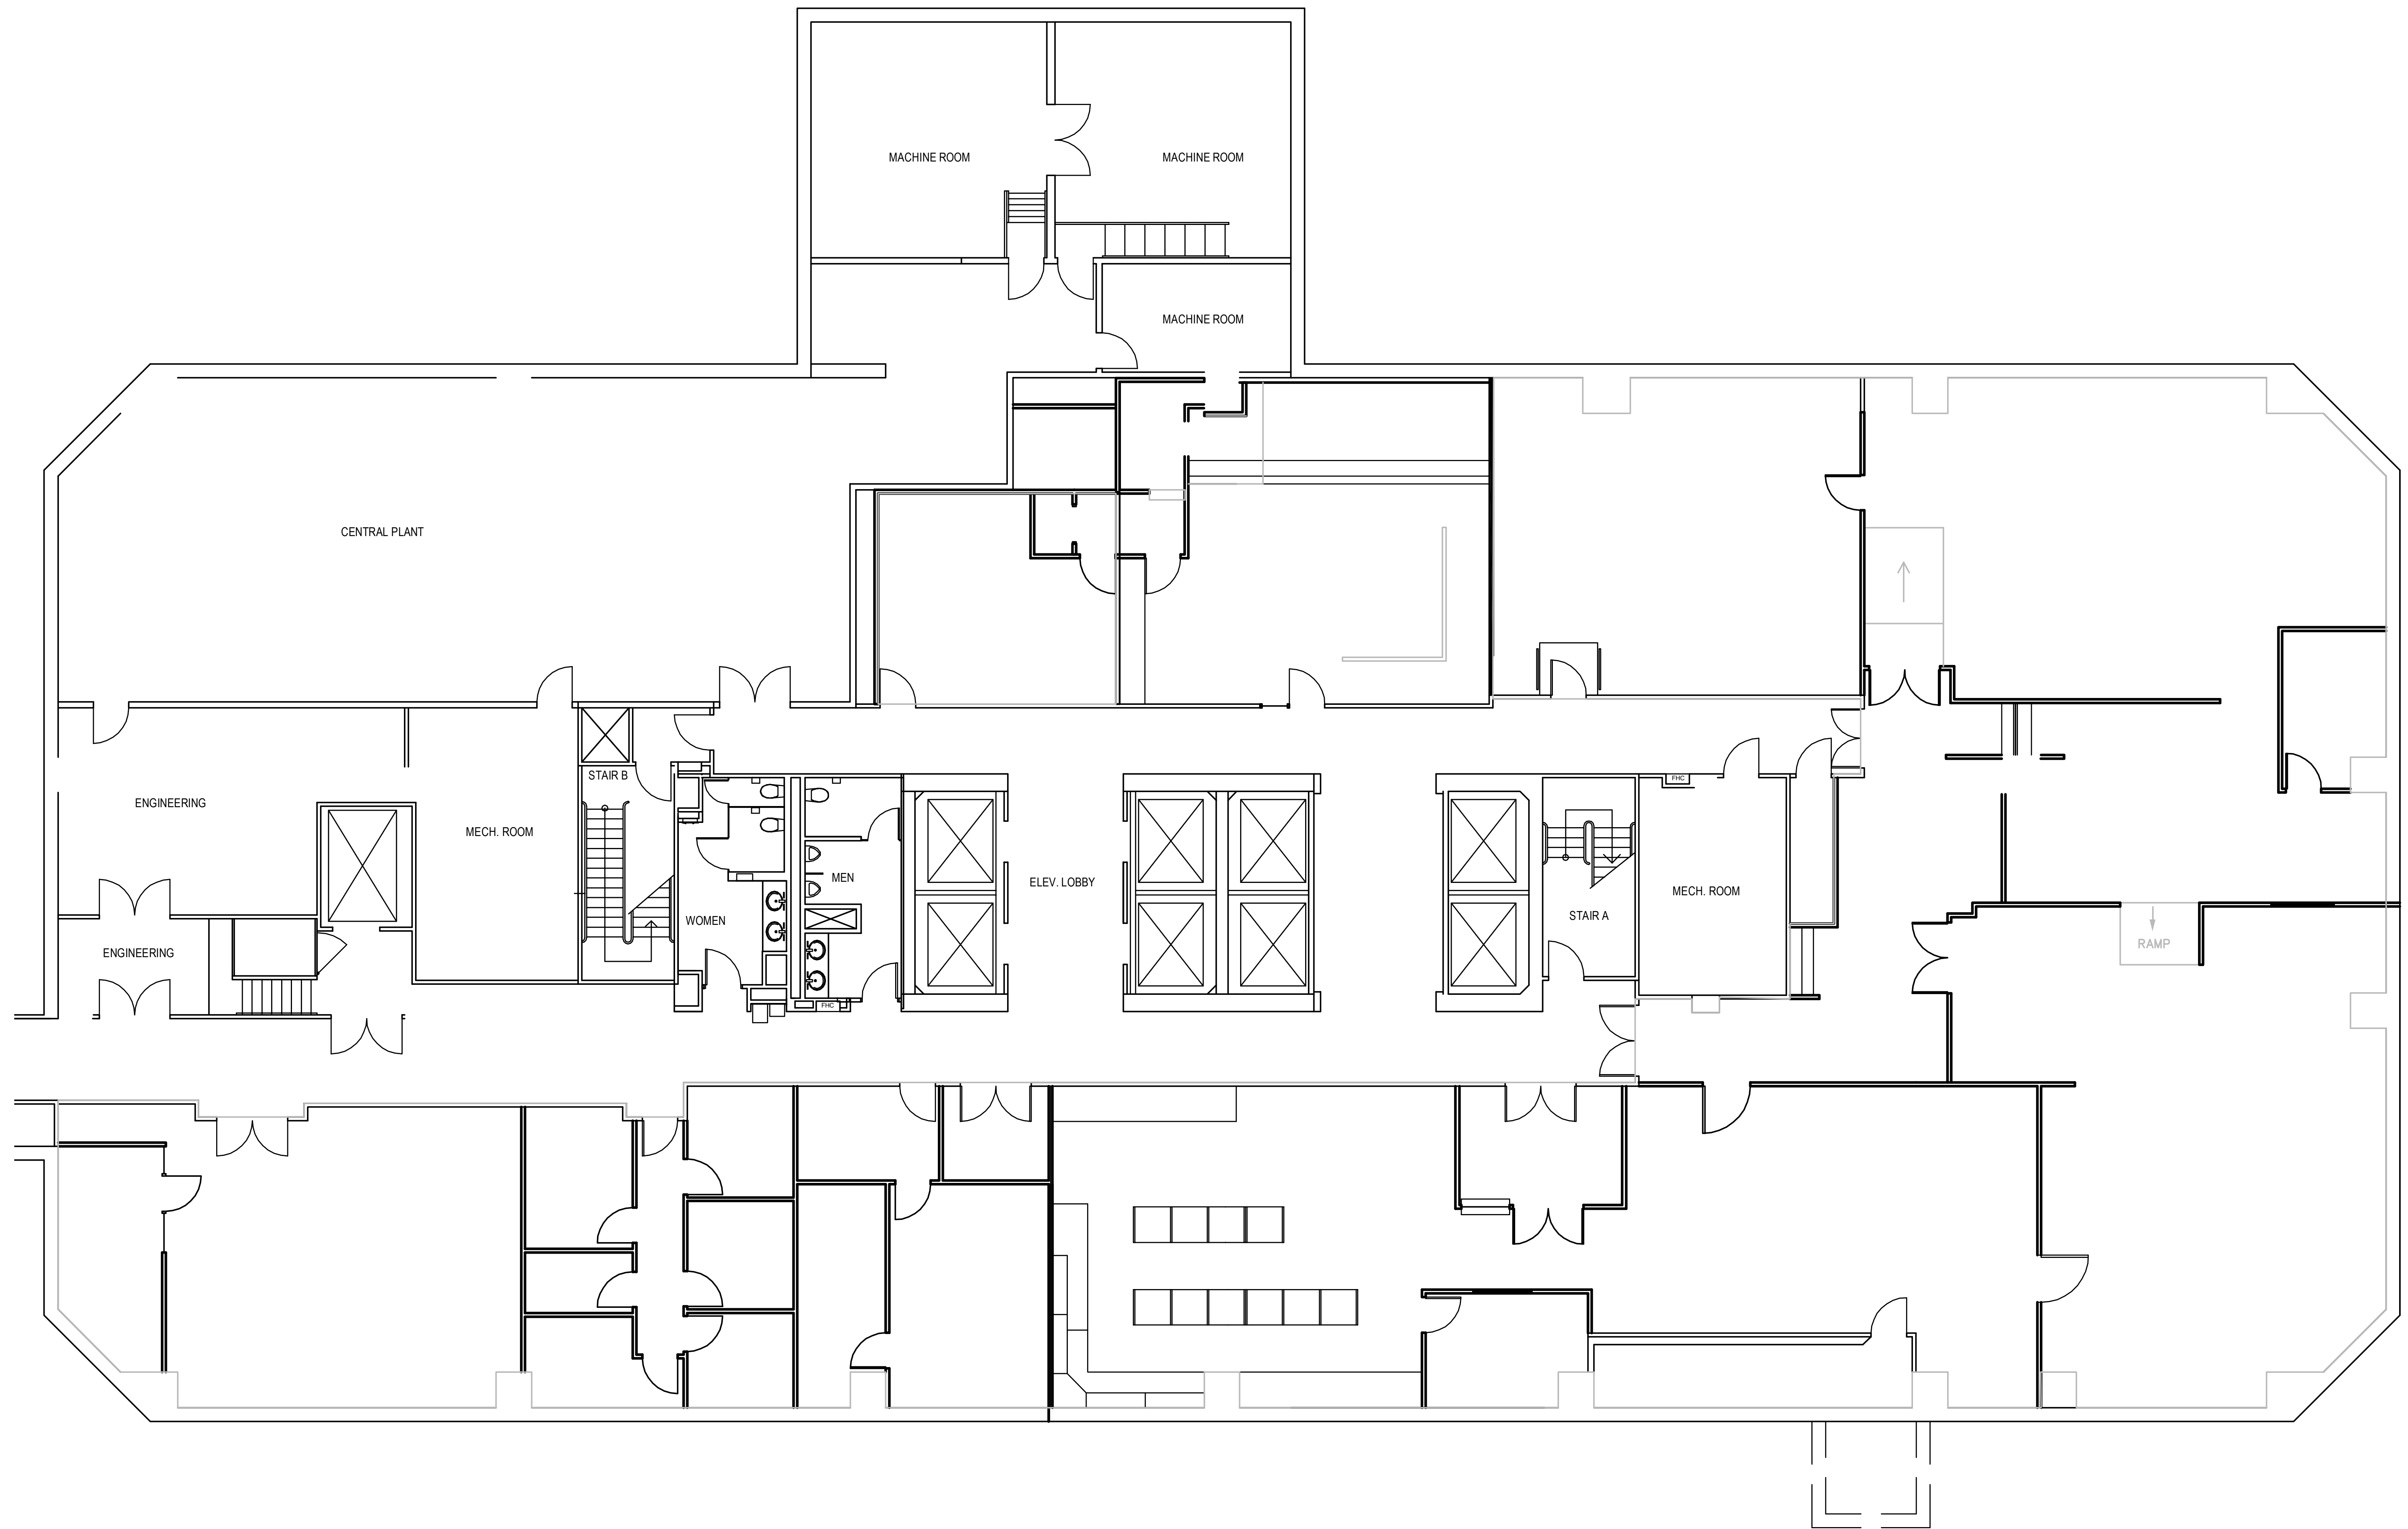 MACHINE ROOM
MACHINE ROOM
MACHINE ROOM
CENTRAL PLANT
STAIR B
FHC
ENGINEERING
MECH. ROOM
MEN
ELEV. LOBBY
MECH. ROOM
WOMEN
STAIR A
RAMP
ENGINEERING
FHC